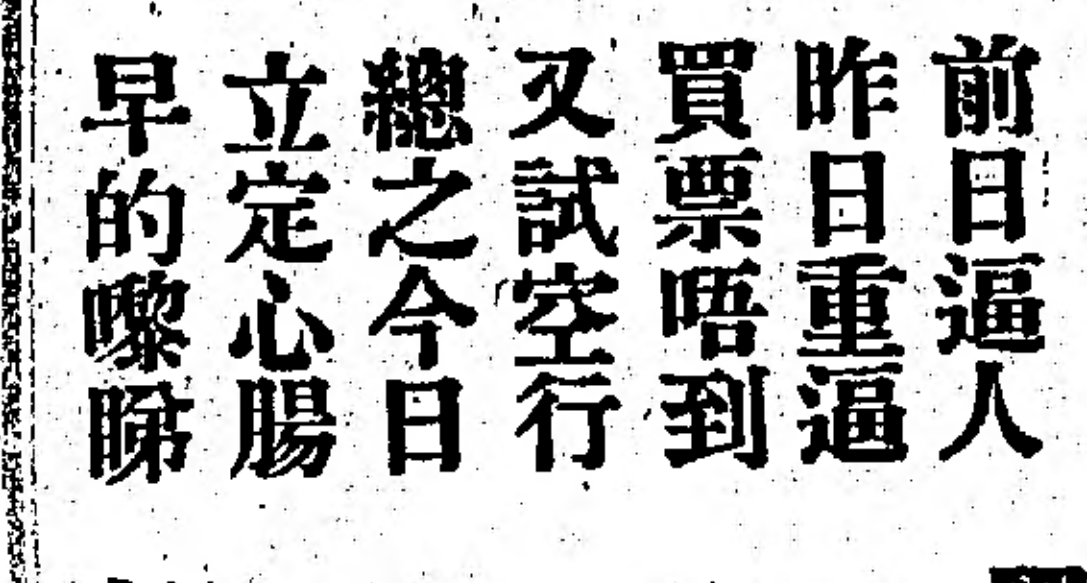 前日逼人
昨日重逼
買票唔到
又試空行
總之今日
立定心腸
早的嚟睇